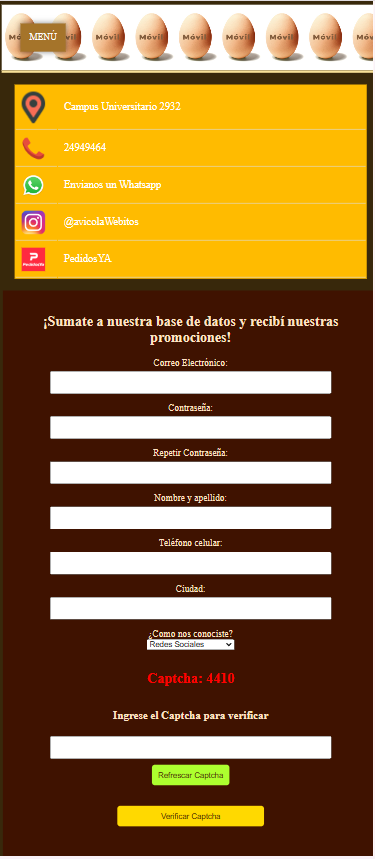 Móvil Móvil Móvil Móvil Móvil Móvil Móvil
MENÚ
Campus Universitario 2932
24949464
Envianos un Whatsapp
@avicolaWebitos
PedidosYA
¡Sumate a nuestra base de datos y recibí nuestras
promociones!
Correo Electrónico:
Contraseña:
Repetir Contraseña:
Nombre y apellido:
Teléfono celular:
Ciudad:
¿Como nos conociste?
Redes Sociales
Captcha: 4410
Ingrese el Captcha para verificar
Refrescar Captcha
Verificar Captcha